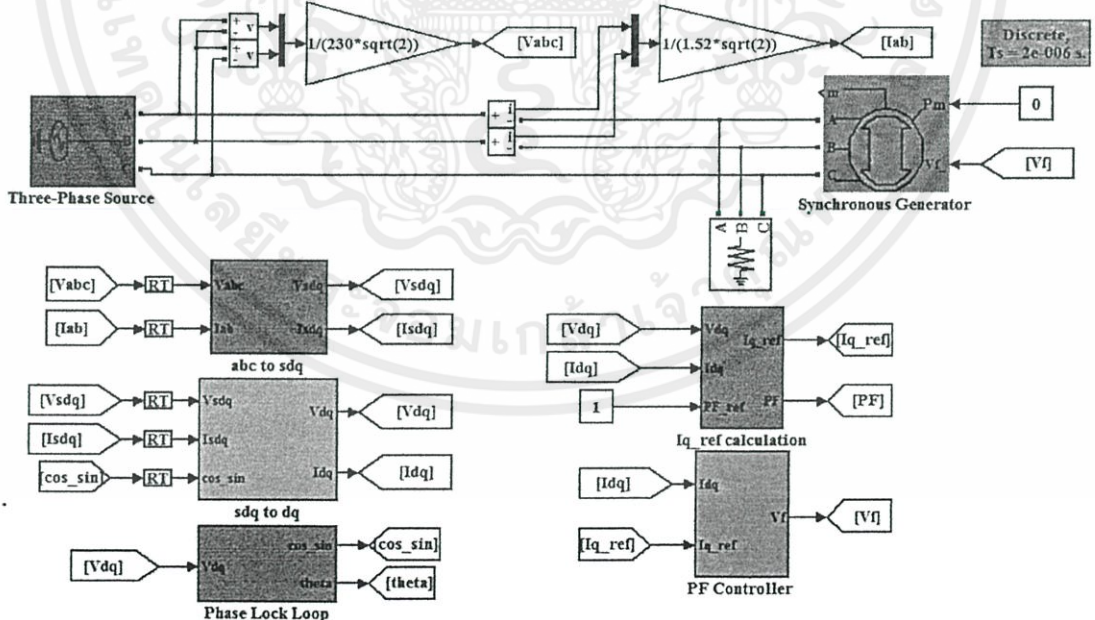 +
-
v
+
-
v
1/(230*sqrt(2))
[Vabc]
i
+
-
i
+
-
1/(1.52*sqrt(2))
[Iab]
Discrete,
Ts = 2e-006 s.
A
B
C
Three-Phase Source
m
A
B
C
Pm
Vf_
0
[Vf]
Synchronous Generator
A
B
C
[Vabc]
RT
Vabc
Vsdq
[Vsdq]
[Iab]
RT
Iab
Isdq
[Isdq]
abc to sdq
[Vsdq]
RT
Vsdq
Vdq
[Vdq]
[Isdq]
RT
Isdq
[cos_sin]
RT
cos_sin
Idq
[Idq]
sdq to dq
[Vdq]
Vdq
cos_sin
[cos_sin]
theta
[theta]
Phase Lock Loop
[Vdq]
Vdq
Iq_ref
[Iq_ref]
[Idq]
Idq
1
PF_ref
PF
[PF]
Iq_ref calculation
[Idq]
Idq
Vf
[Vf]
[Iq_ref]
Iq_ref
PF Controller